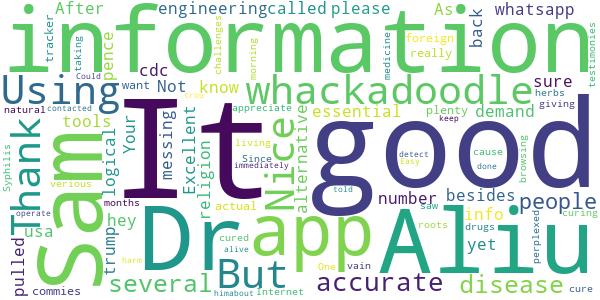 After engineering called please As whatsapp
information
tracker
taking
pence
Could
cdc
challenges
morning
foreign
really
back
medicine
testimonies
Using
Not
want
know
whackadoodle
sure
herbs
giving
natural
contacted
drop
tools
Your
messing
Excellent
appreciate
essential
plenty
demand
keep
It
good
Thank
Sam
logical
religion
Nice
alternative
living
Since
immediately
number
besides
people
cause
done
browsing
detect
Easy
told
Syphilis
verious
months
operate
usa
trump
hey
Dr
actual
app
info
yet
saw
drugs
Aliu
roots
perplexed
curing
pulled
several
But
cured
alive
One
vain
accurate
disease
commies
harm
himabout
Internet
cure